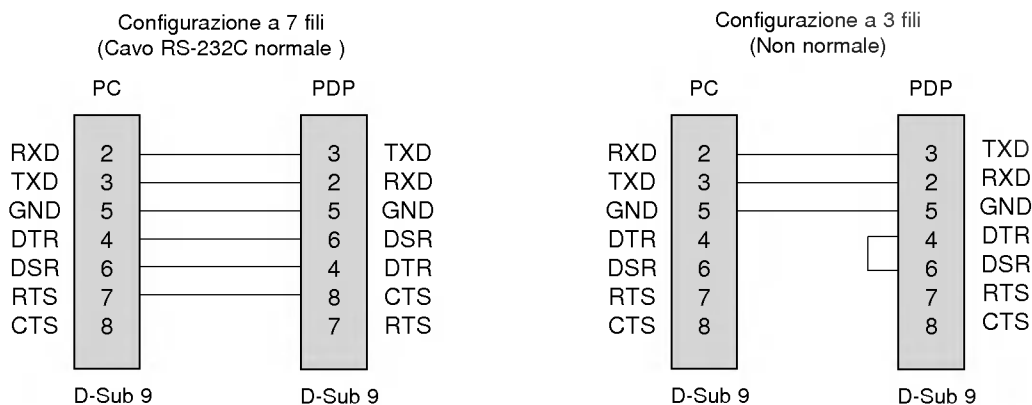 Configurazione a 7 fili
(Cavo RS-232C normale )
PC PDP
RXD 2 3 TXD
TXD 3 2 RXD
GND 5 5 GND
DTR 4 6 DSR
DSR 6 4 DTR
RTS 7 8 CTS
CTS 8 7 RTS
D-Sub 9 D-Sub 9
Configurazione a 3 fili
(Non normale)
PC PDP
RXD 2 3 TXD
TXD 3 2 RXD
GND 5 5 GND
DTR 4 4 DTR
DSR 6 6 DSR
RTS 7 7 RTS
CTS 8 8 CTS
D-Sub 9 D-Sub 9